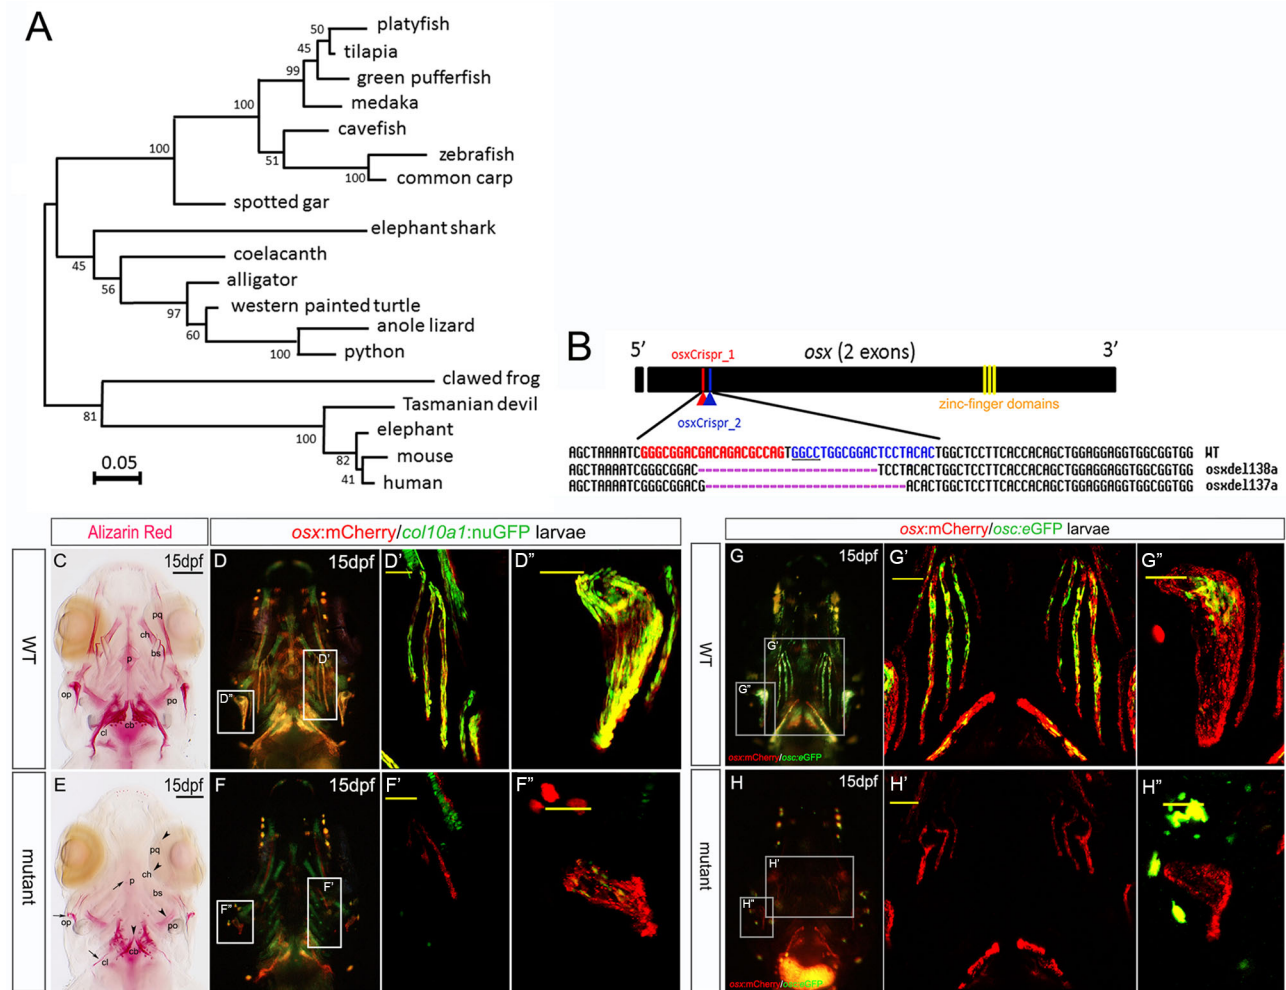 A
platyfish
50
tilapia
45
green pufferfish
99
medaka
100
cavefish
51
zebrafish
100
common carp
100
spotted gar
elephant shark
45
coelacanth
56
alligator
97
western painted turtle
60
anole lizard
100
python
clawed frog
81
Tasmanian devil
100
elephant
82
mouse
41
human
0.05
B
5' osxCrispr_1 osx (2 exons) 3'
osxCrispr_2 zinc-finger domains
AGCTAAAATCGGGCGGACGACAGACGCCAGTGGCCTGGCGGACTCCTACACTGGCTCCTTCACCACAGCTGGAGGAGGTGGCGGTGG WT
AGCTAAAATCGGGCGGAC-------------------------TCCTACACTGGCTCCTTCACCACAGCTGGAGGAGGTGGCGGTGG osxdel138a
AGCTAAAATCGGGCGGACG----------------------------ACACTGGCTCCTTCACCACAGCTGGAGGAGGTGGCGGTGG osxdel137a
Alizarin Red
osx:mCherry/col10a1:nuGFP larvae
osx:mCherry/osc:eGFP larvae
WT
C 15dpf
pq
ch
bs
p
op
po
cb
cl
D 15dpf
D'
D"
D'
D"
WT
G 15dpf
G'
G"
osx:mCherry/osc:eGFP
G'
G"
mutant
E 15dpf
pq
ch
p
bs
op
po
cb
cl
F 15dpf
F'
F"
F'
F"
mutant
H 15dpf
H'
H"
osx:mCherry/osc:eGFP
H'
H"